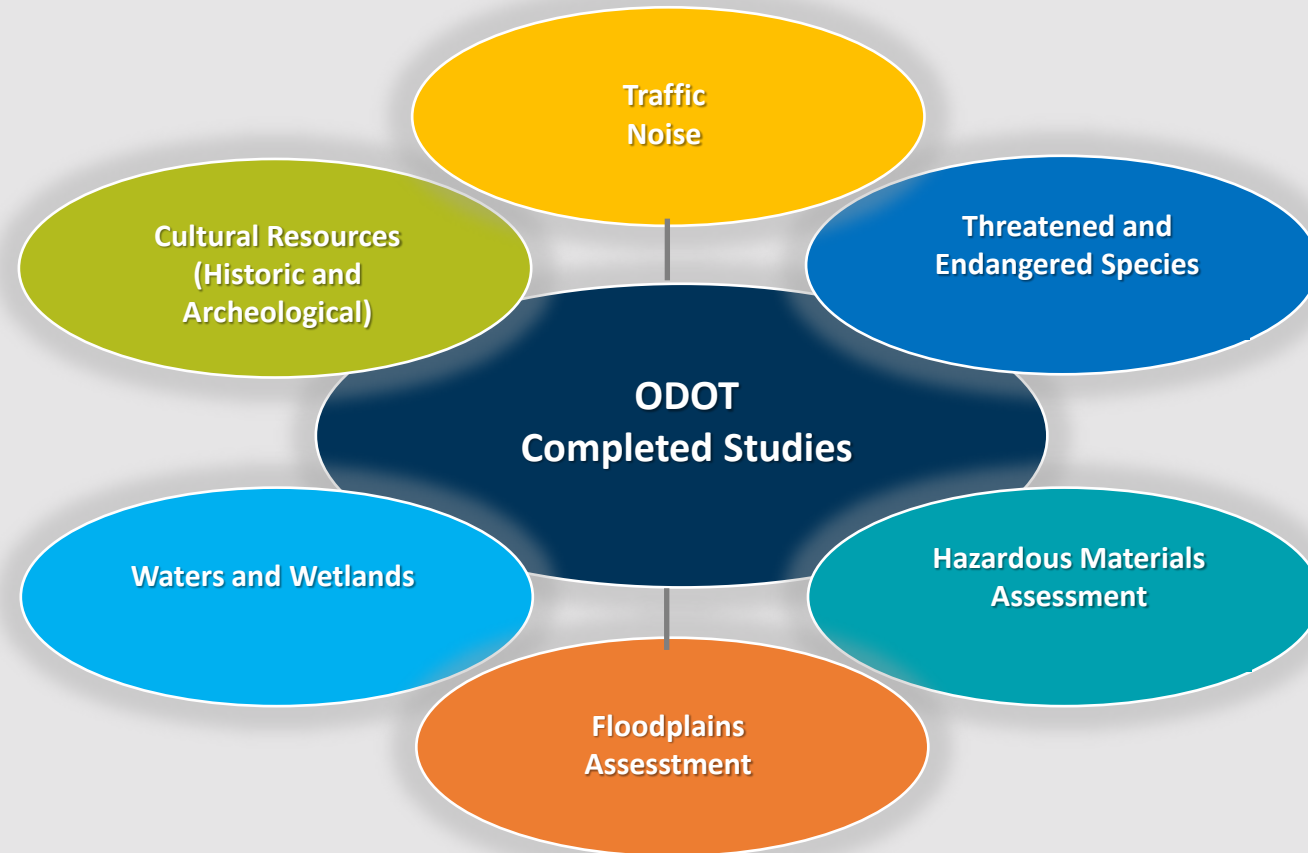 Traffic
Noise
Cultural Resources
(Historic and
Archeological)
Threatened and
Endangered Species
ODOT
Completed Studies
Waters and Wetlands
Hazardous Materials
Assessment
Floodplains
Assesstment